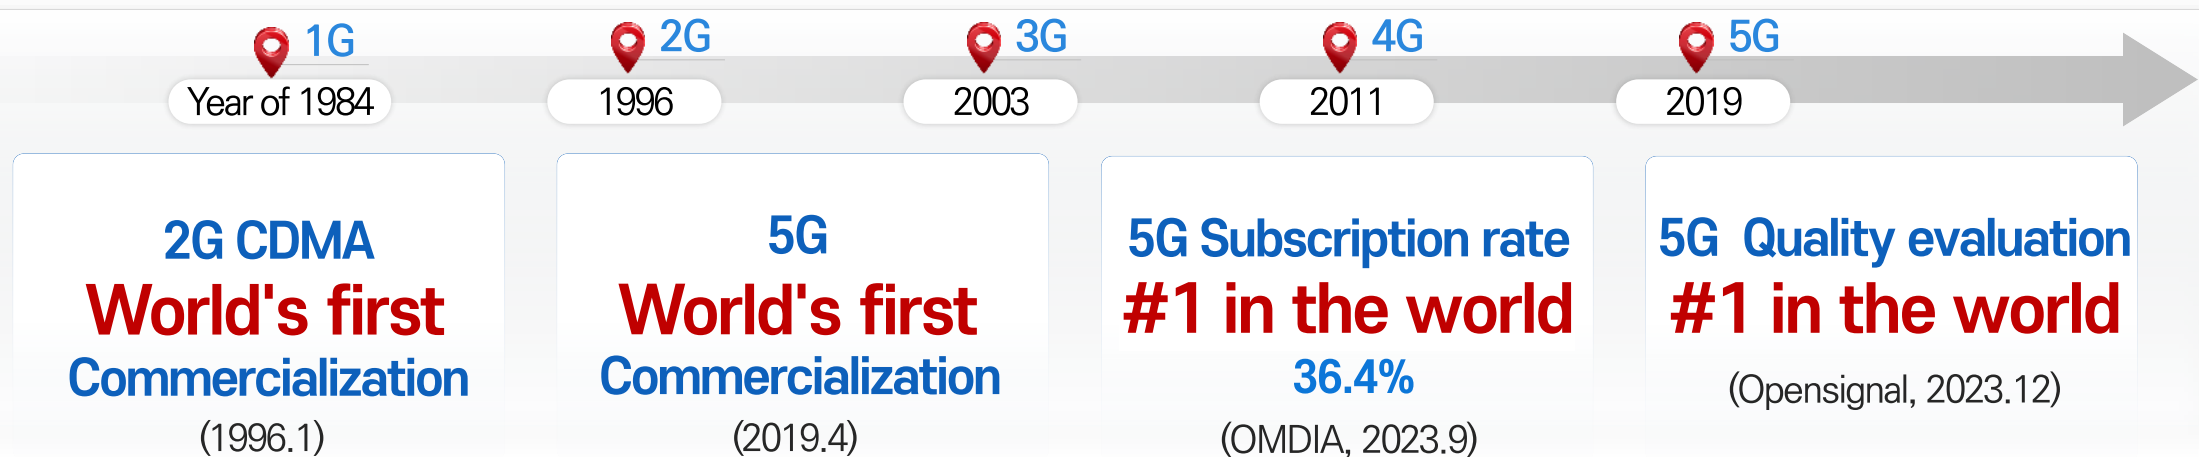 1G
2G
3G
4G
5G
Year of 1984
1996
2003
2011
2019
2G CDMA
World's first
Commercialization
(1996.1)
5G
World's first
Commercialization
(2019.4)
5G Subscription rate
#1 in the world
36.4%
(OMDIA, 2023.9)
5G Quality evaluation
#1 in the world
(Opensignal, 2023.12)